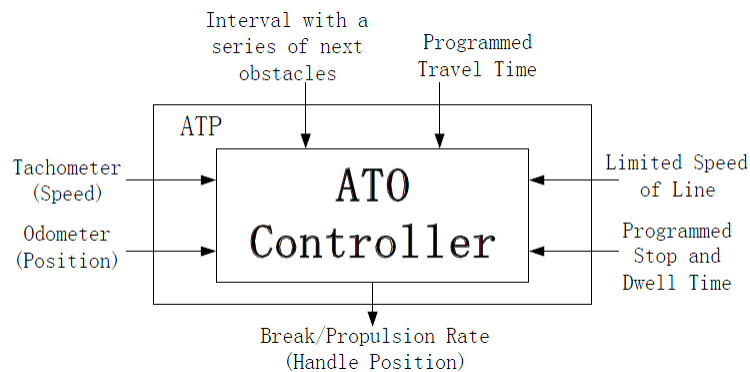 Interval with a
series of next
obstacles
Programmed
Travel Time
ATP
Tachometer
(Speed)
ATO
Controller
Limited Speed
of Line
Odometer
(Position)
Programmed
Stop and
Dwell Time
Break/Propulsion Rate
(Handle Position)